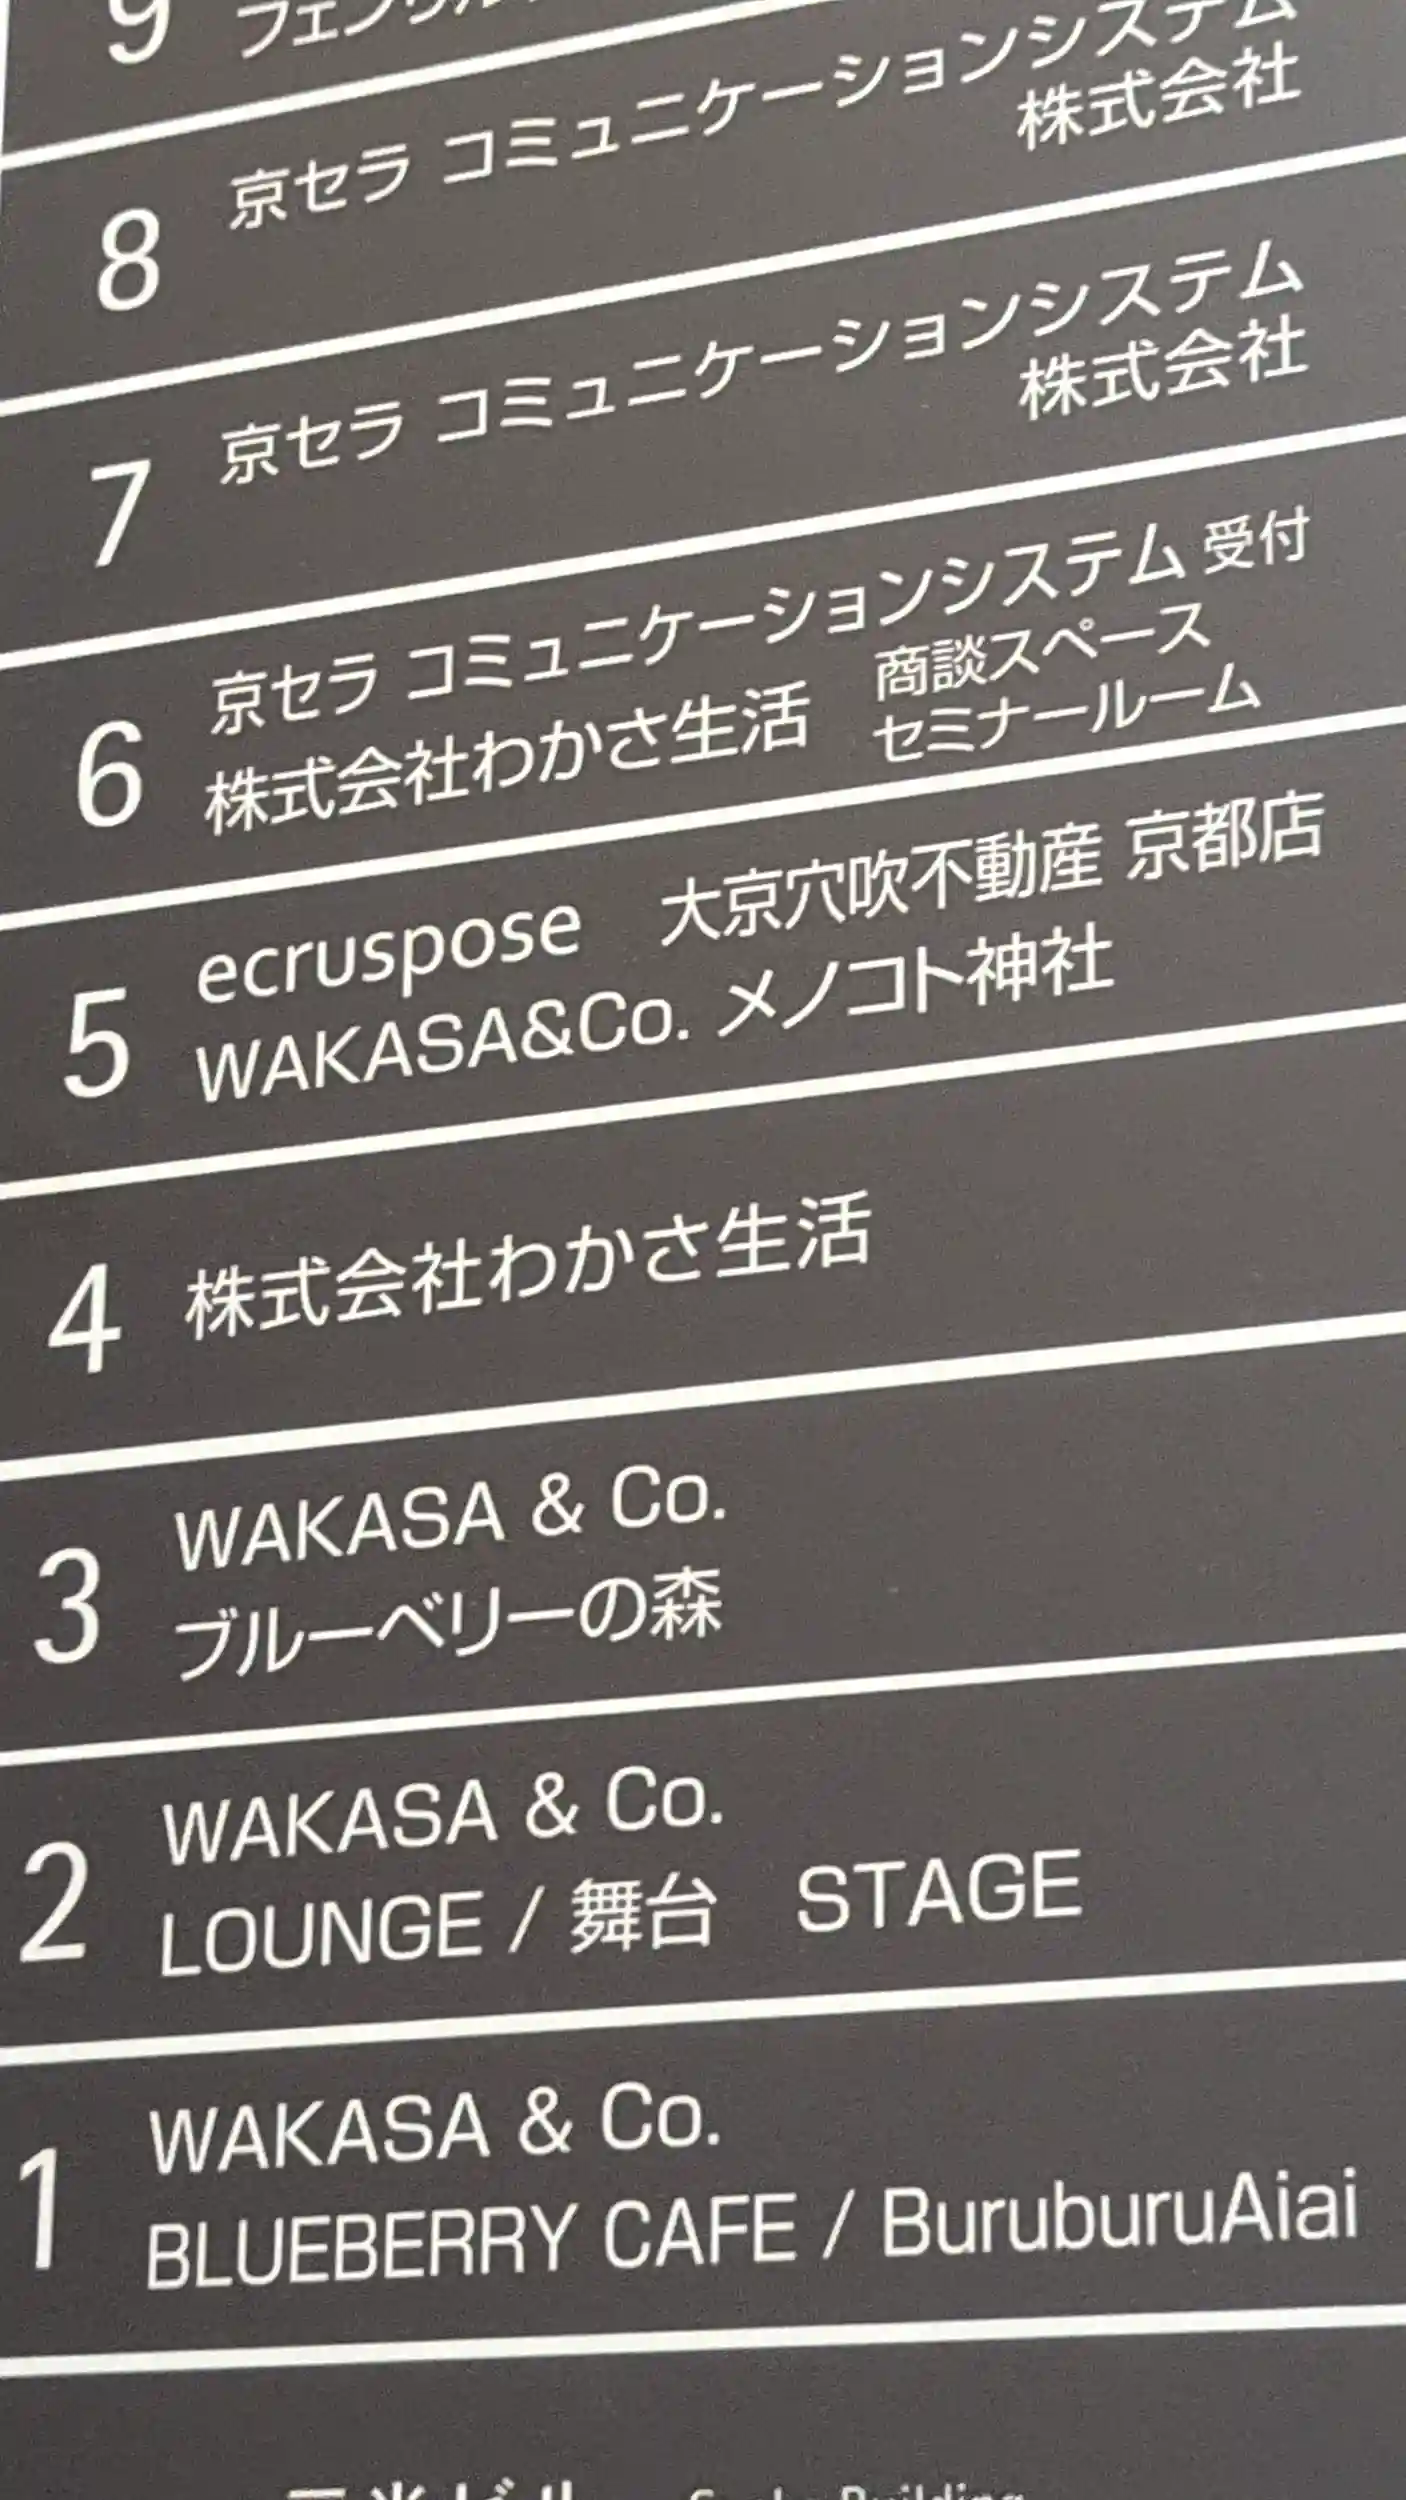 9
8 京セラ コミュニケーションシステム
株式会社
7 京セラ コミュニケーションシステム
株式会社
6 京セラ コミュニケーションシステム 受付
株式会社わかさ生活 商談スペース
セミナールーム
5 ecruspose 大京穴吹不動産 京都店
WAKASA&Co. メノコト神社
4 株式会社わかさ生活
3 WAKASA & Co.
ブルーベリーの森
2 WAKASA & Co.
LOUNGE / 舞台 STAGE
1 WAKASA & Co.
BLUEBERRY CAFE / BuruburuAiai
Building